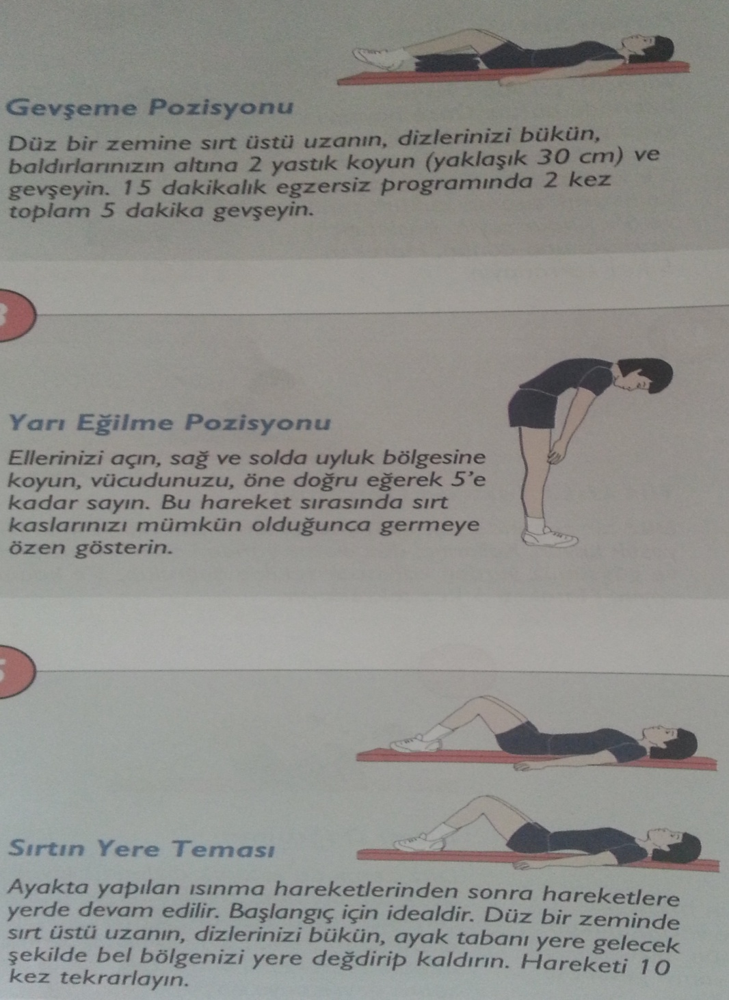 Gevşeme Pozisyonu
Düz bir zemine sırt üstü uzanın, dizlerinizi bükün,
baldırlarınızın altına 2 yastık koyun (yaklaşık 30 cm) ve
gevşeyin. 15 dakikalık egzersiz programında 2 kez
toplam 5 dakika gevşeyin.
Yarı Eğilme Pozisyonu
Ellerinizi açın, sağ ve solda uyluk bölgesine
koyun, vücudunuzu, öne doğru eğerek 5'e
kadar sayın. Bu hareket sırasında sırt
kaslarınızı mümkün olduğunca germeye
özen gösterin.
Sırtın Yere Teması
Ayakta yapılan ısınma hareketlerinden sonra hareketlere
yerde devam edilir. Başlangıç için idealdir. Düz bir zeminde
sırt üstü uzanın, dizlerinizi bükün, ayak tabanı yere gelecek
şekilde bel bölgenizi yere değdirip kaldırın. Hareketi 10
kez tekrarlayın.